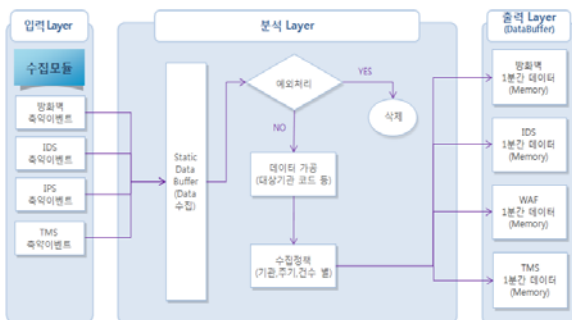 입력 Layer
분석 Layer
출력 Layer
(DataBuffer)
수집모듈
방화벽
축약이벤트
IDS
축약이벤트
IPS
축약이벤트
TMS
축약이벤트
Static
Data
Buffer
(Data
수집)
예외처리
YES
삭제
NO
데이터 가공
(대상기관 코드 등)
수집정책
(기관,주기,건수 별)
방화벽
1분간 데이터
(Memory)
IDS
1분간 데이터
(Memory)
WAF
1분간 데이터
(Memory)
TMS
1분간 데이터
(Memory)